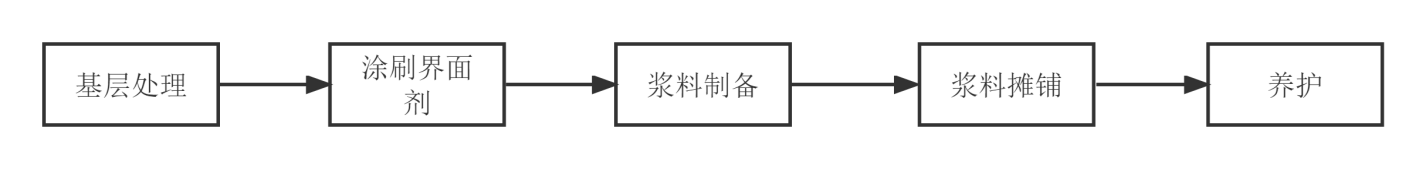 基层处理
涂刷界面
剂
浆料制备
浆料摊铺
养护